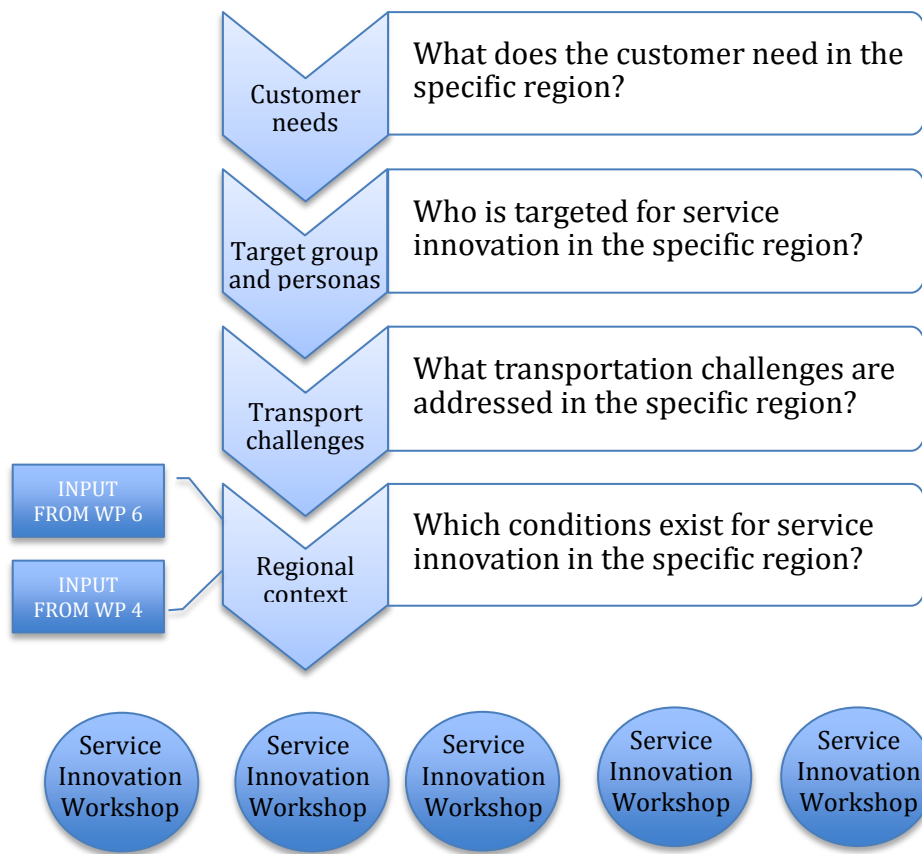 Customer
needs
What does the customer need in the
specific region?
Target group
and personas
Who is targeted for service
innovation in the specific region?
Transport
challenges
What transportation challenges are
addressed in the specific region?
INPUT
FROM WP 6
INPUT
FROM WP 4
Regional
context
Which conditions exist for service
innovation in the specific region?
Service
Innovation
Workshop
Service
Innovation
Workshop
Service
Innovation
Workshop
Service
Innovation
Workshop
Service
Innovation
Workshop